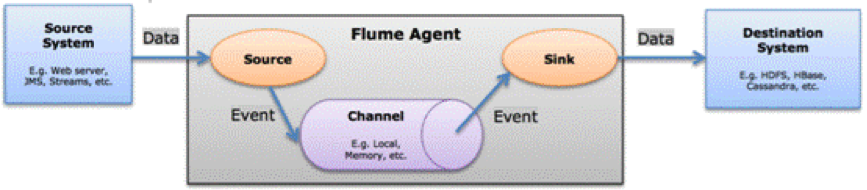 Source
System
E.g. Web server,
JMS, Streams, etc.
Data
Flume Agent
Source
Event
Channel
E.g. Local,
Memory, etc.
Event
Sink
Data
Destination
System
E.g. HDFS, HBase,
Cassandra, etc.